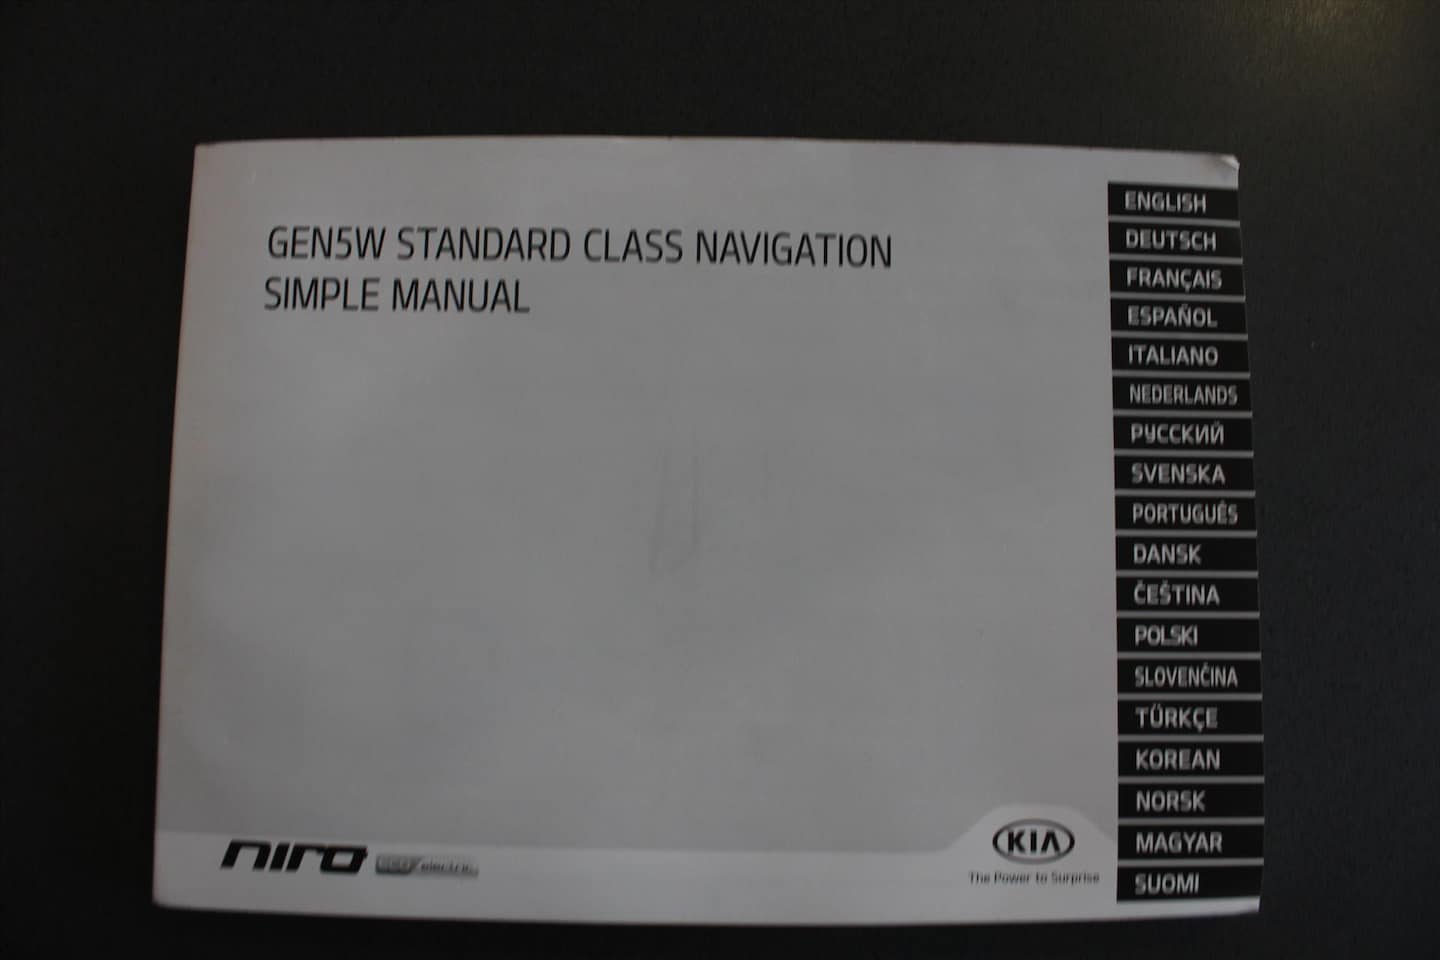 GEN5W STANDARD CLASS NAVIGATION
SIMPLE MANUAL
ENGLISH
DEUTSCH
FRANÇAIS
ESPAÑOL
ITALIANO
NEDERLANDS
РУССКИЙ
SVENSKA
PORTUGUÊS
DANSK
ČEŠTINA
POLSKI
SLOVENČINA
TÜRKÇE
KOREAN
NORSK
MAGYAR
SUOMI
niro eco electric
KIA
The Power to Surprise